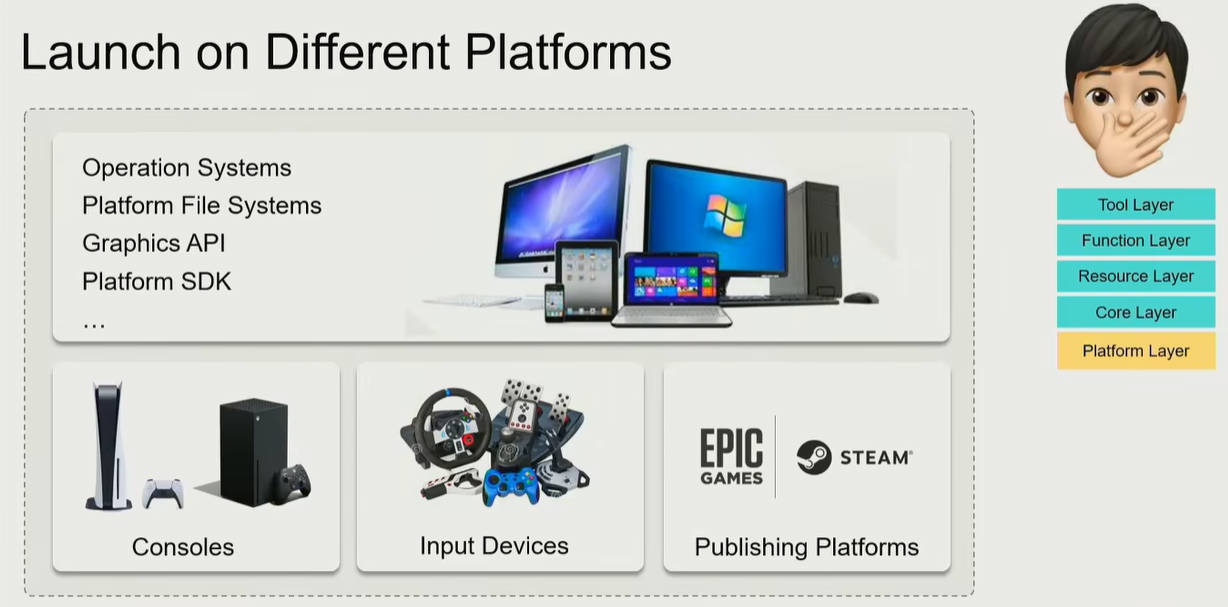 Launch on Different Platforms
Operation Systems
Platform File Systems
Graphics API
Platform SDK
...
Consoles
Input Devices
EPIC
GAMES
STEAM®
Publishing Platforms
Tool Layer
Function Layer
Resource Layer
Core Layer
Platform Layer